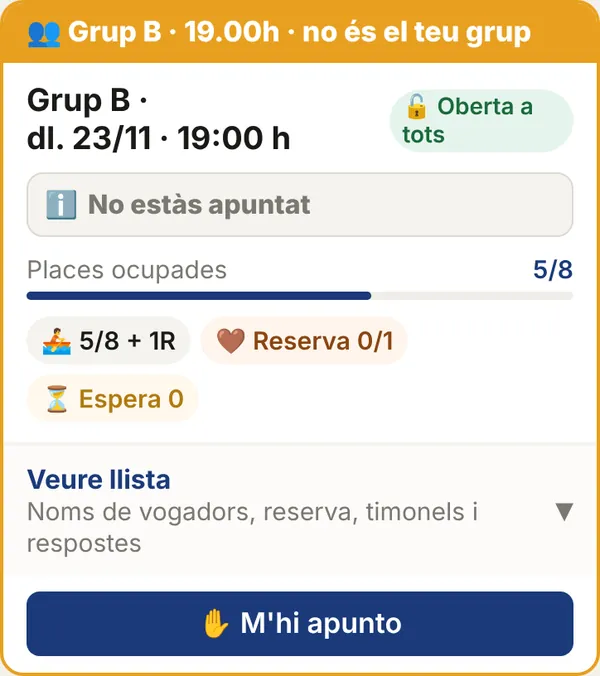 👥 Grup B · 19.00h · no és el teu grup
Grup B ·
dl. 23/11 · 19:00 h
🔓 Oberta a
tots
ℹ️ No estàs apuntat
Places ocupades 5/8
🚣 5/8 + 1R 🤎 Reserva 0/1
⏳ Espera 0
Veure llista
Noms de vogadors, reserva, timonels i ▼
respostes
✋ M'hi apunto